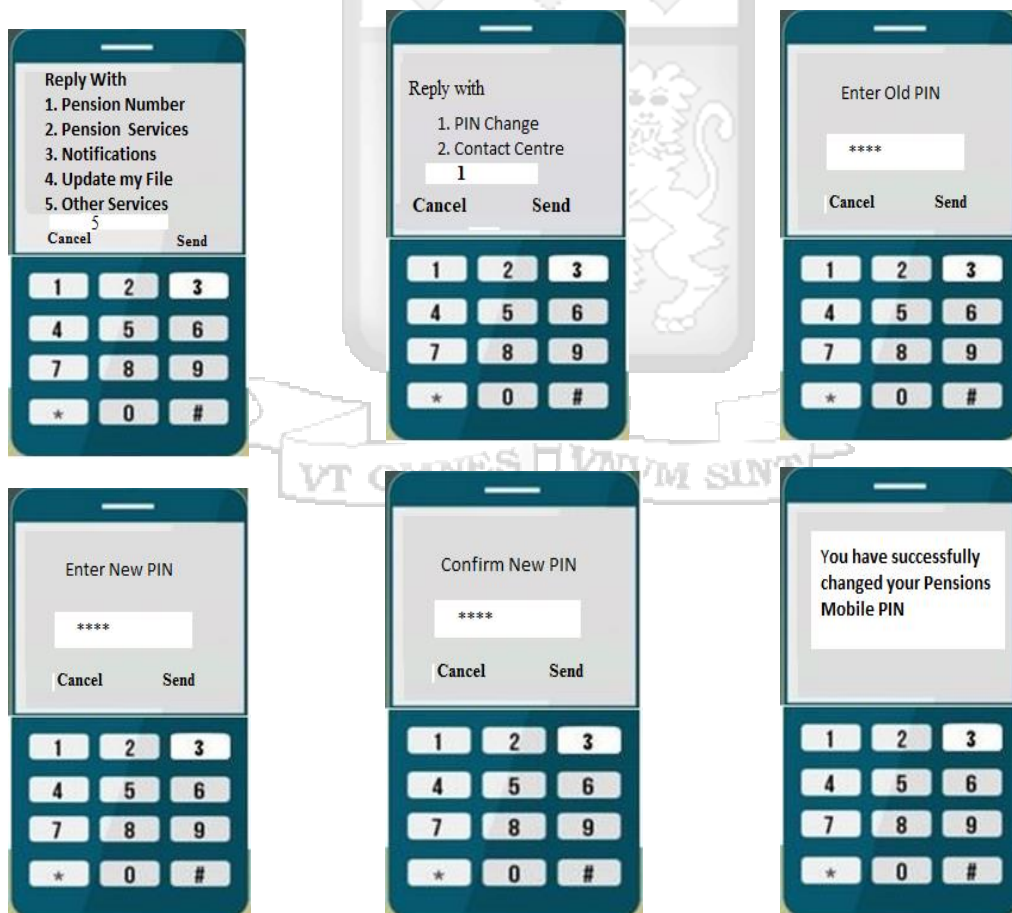 Reply With
1. Pension Number
2. Pension Services
3. Notifications
4. Update my File
5. Other Services
5
Cancel Send
1 2 3
4 5 6
7 8 9
* 0 #
Reply with
1. PIN Change
2. Contact Centre
1
Cancel Send
1 2 3
4 5 6
7 8 9
* 0 #
Enter Old PIN
****
Cancel Send
1 2 3
4 5 6
7 8 9
* 0 #
VT OMNES VNVM SINT
Enter New PIN
****
Cancel Send
1 2 3
4 5 6
7 8 9
* 0 #
Confirm New PIN
****
Cancel Send
1 2 3
4 5 6
7 8 9
* 0 #
You have successfully
changed your Pensions
Mobile PIN
1 2 3
4 5 6
7 8 9
* 0 #